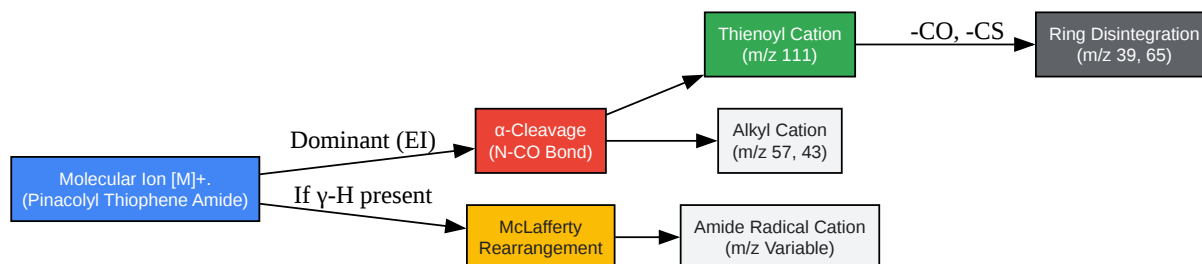 Molecular Ion [M]+.
(Pinacolyl Thiophene Amide)
Dominant (EI)
If γ-H present
α-Cleavage
(N-CO Bond)
McLafferty
Rearrangement
Thienoyl Cation
(m/z 111)
Alkyl Cation
(m/z 57, 43)
Amide Radical Cation
(m/z Variable)
-CO, -CS
Ring Disintegration
(m/z 39, 65)